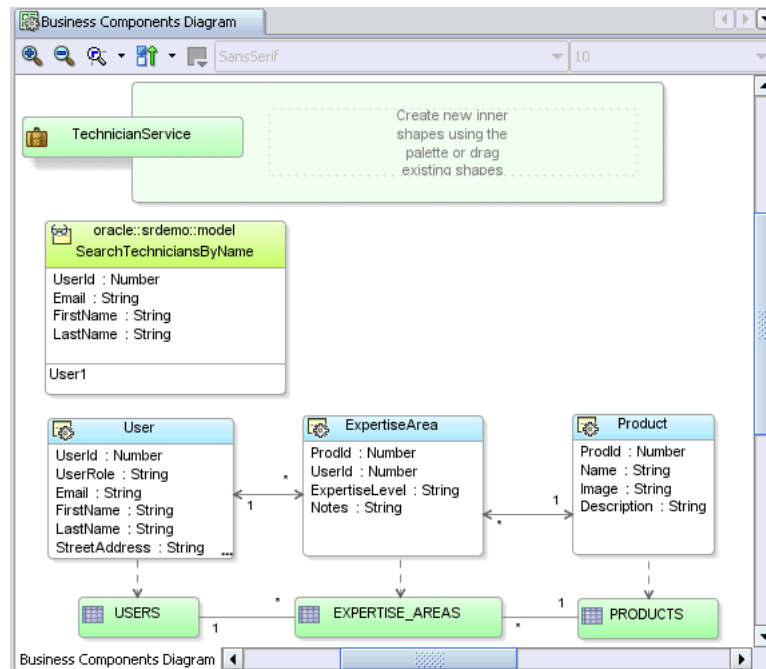 Business Components Diagram
SansSerif
10
Create new inner
shapes using the
palette or drag
existing shapes
TechnicianService
oracle::srdemo::model
SearchTechniciansByName
UserId : Number
Email : String
FirstName : String
LastName : String
User1
User
UserId : Number
UserRole : String
Email : String
FirstName : String
LastName : String
StreetAddress : String
...
1
*
ExpertiseArea
ProdId : Number
UserId : Number
ExpertiseLevel : String
Notes : String
*
1
Product
ProdId : Number
Name : String
Image : String
Description : String
USERS
1
*
EXPERTISE_AREAS
*
1
PRODUCTS
Business Components Diagram